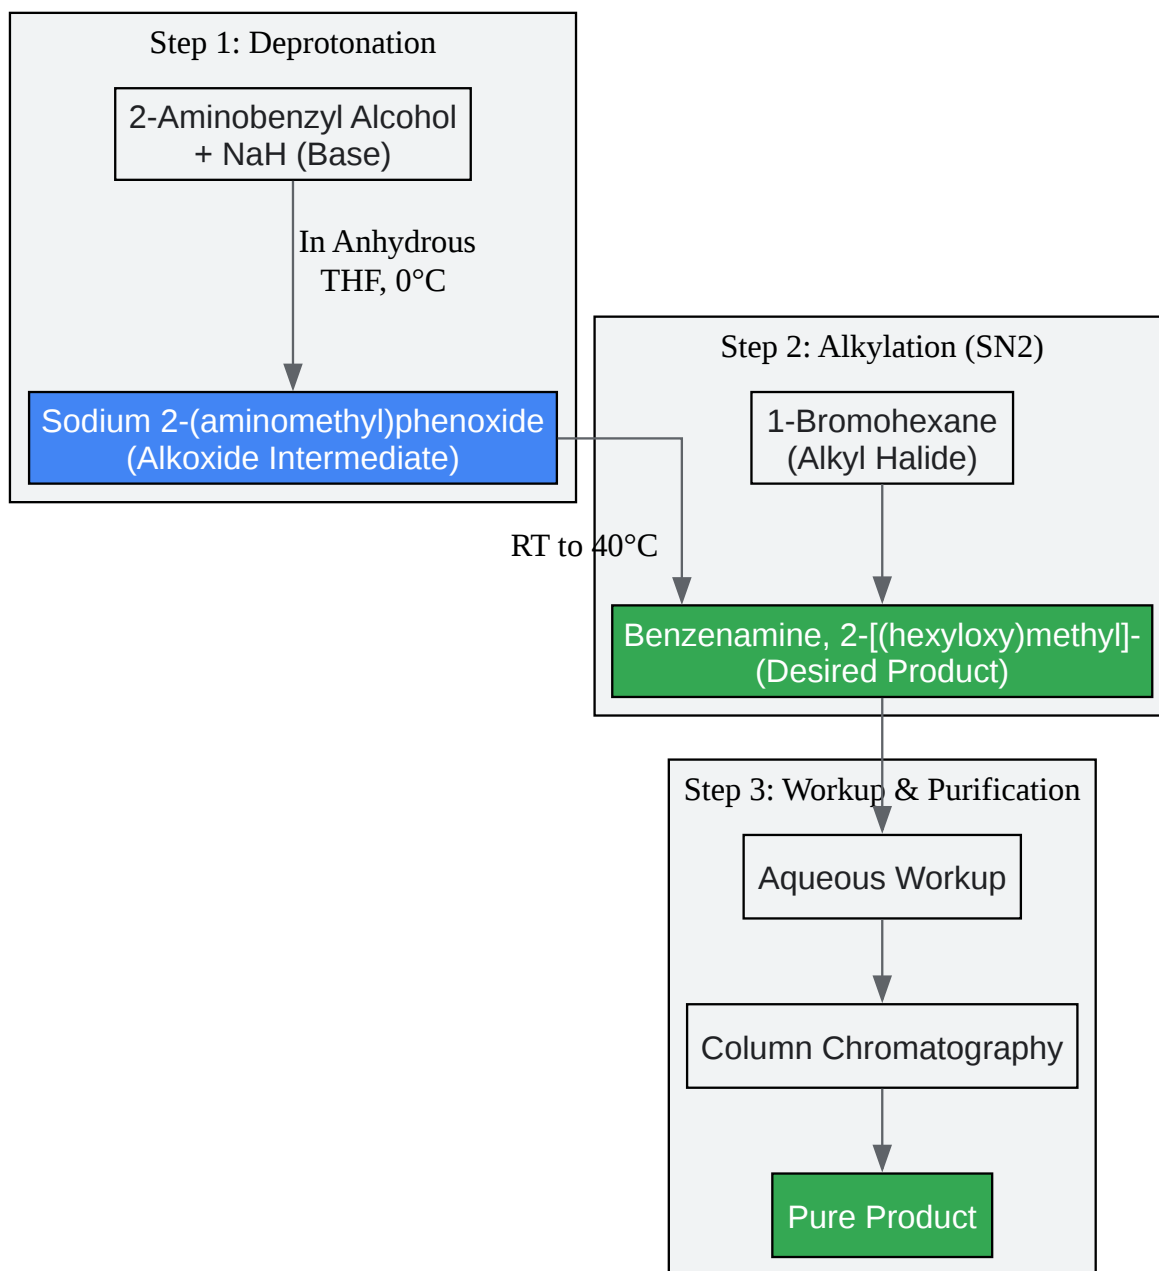 Step 1: Deprotonation
2-Aminobenzyl Alcohol
+ NaH (Base)
In Anhydrous
THF, 0°C
Sodium 2-(aminomethyl)phenoxide
(Alkoxide Intermediate)
Step 2: Alkylation (SN2)
1-Bromohexane
(Alkyl Halide)
RT to 40°C
Benzenamine, 2-[(hexyloxy)methyl]-
(Desired Product)
Step 3: Workup & Purification
Aqueous Workup
Column Chromatography
Pure Product